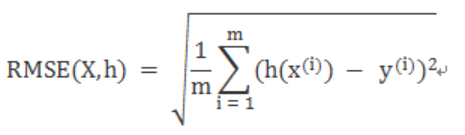 RMSE(X,h) = √(1/m ∑_{i=1}^{m} (h(x⁽ⁱ⁾) − y⁽ⁱ⁾)²)↵